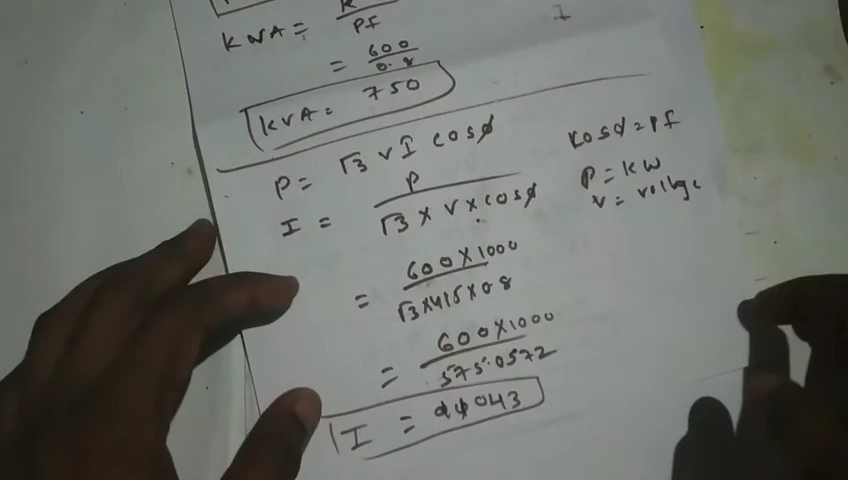 KVA = K / PF
= 600 / 0.8
KVA = 750
P = √3 V I cosϕ
cosϕ = Pf
I = P / √3 × V × cosϕ
P = KW
V = voltage
= 600×1000 / √3×415×0.8
= 600×1000 / 575.0572
I =